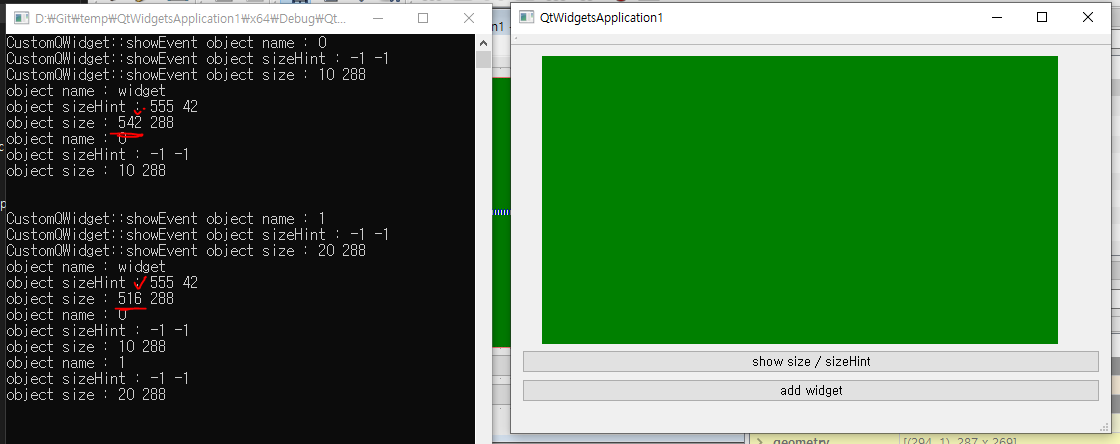 D:\Git\temp\QtWidgetsApplication1\x64\Debug\Qt...
CustomQWidget::showEvent object name : 0
CustomQWidget::showEvent object sizeHint : -1 -1
CustomQWidget::showEvent object size : 10 288
object name : widget
object sizeHint : 555 42
object size : 542 288
object name : 0
object sizeHint : -1 -1
object size : 10 288
CustomQWidget::showEvent object name : 1
CustomQWidget::showEvent object sizeHint : -1 -1
CustomQWidget::showEvent object size : 20 288
object name : widget
object sizeHint : 555 42
object size : 516 288
object name : 0
object sizeHint : -1 -1
object size : 10 288
object name : 1
object sizeHint : -1 -1
object size : 20 288
QtWidgetsApplication1
show size / sizeHint
add widget
geometry
[(294, 1), 287 x 269]